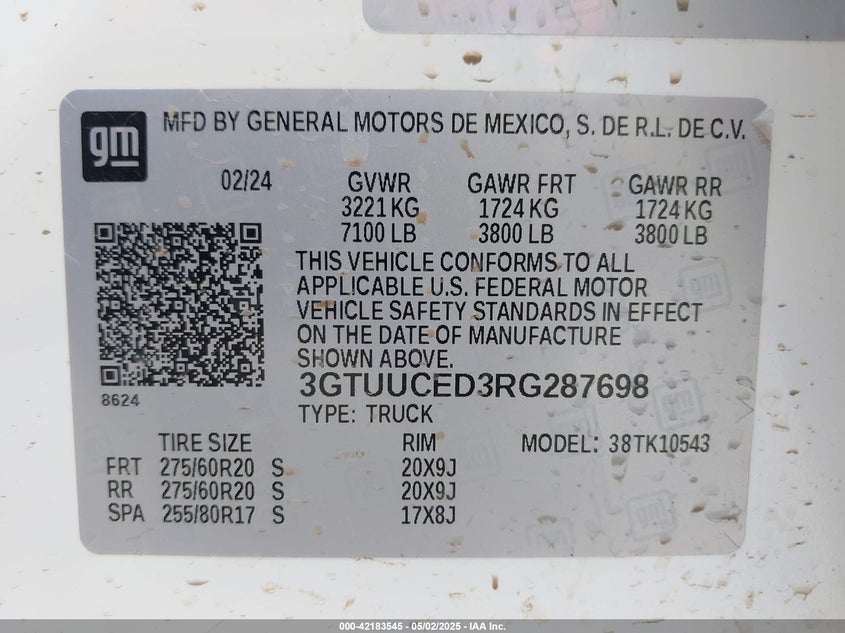 gm
MFD BY GENERAL MOTORS DE MEXICO, S. DE R.L. DE C.V.
02/24 GVWR GAWR FRT GAWR RR
3221 KG 1724 KG 1724 KG
7100 LB 3800 LB 3800 LB
THIS VEHICLE CONFORMS TO ALL
APPLICABLE U.S. FEDERAL MOTOR
VEHICLE SAFETY STANDARDS IN EFFECT
ON THE DATE OF MANUFACTURE
SHOWN ABOVE.
8624 3GTUUCED3RG287698
TYPE: TRUCK
TIRE SIZE RIM MODEL: 38TK10543
FRT 275/60R20 S 20X9J
RR 275/60R20 S 20X9J
SPA 255/80R17 S 17X8J
000-42183545 - 05/02/2025 - IAA Inc.